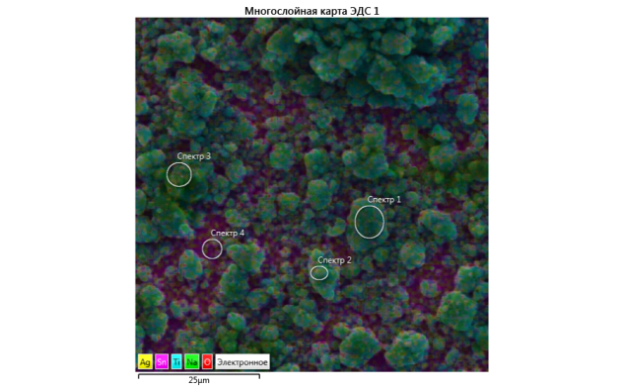 Многослойная карта ЭДС 1
Спектр 3
Спектр 1
Спектр 4
Спектр 2
Ag Sn Ti Na O Электронное
25µm